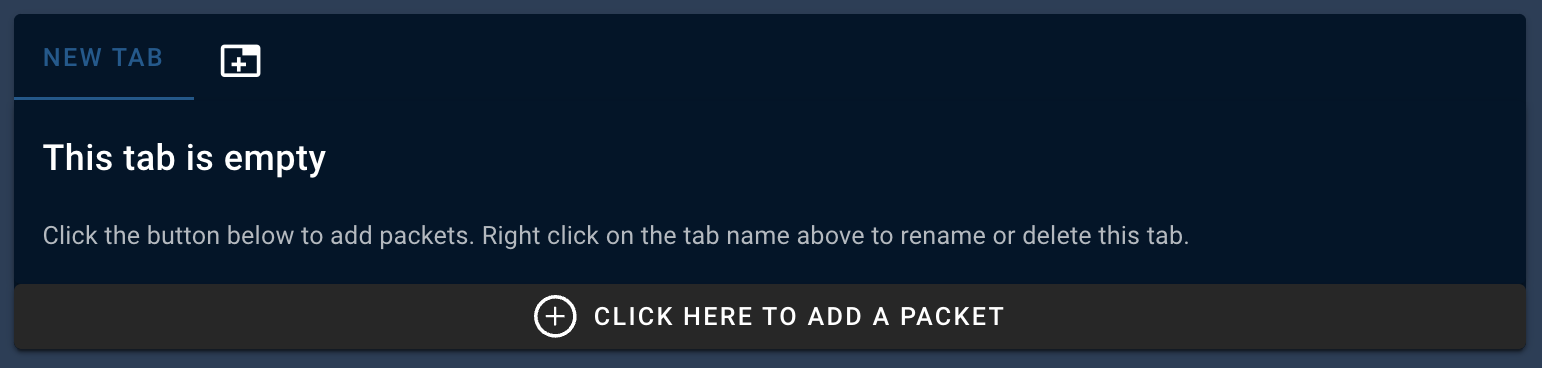 NEW TAB
This tab is empty
Click the button below to add packets. Right click on the tab name above to rename or delete this tab.
CLICK HERE TO ADD A PACKET